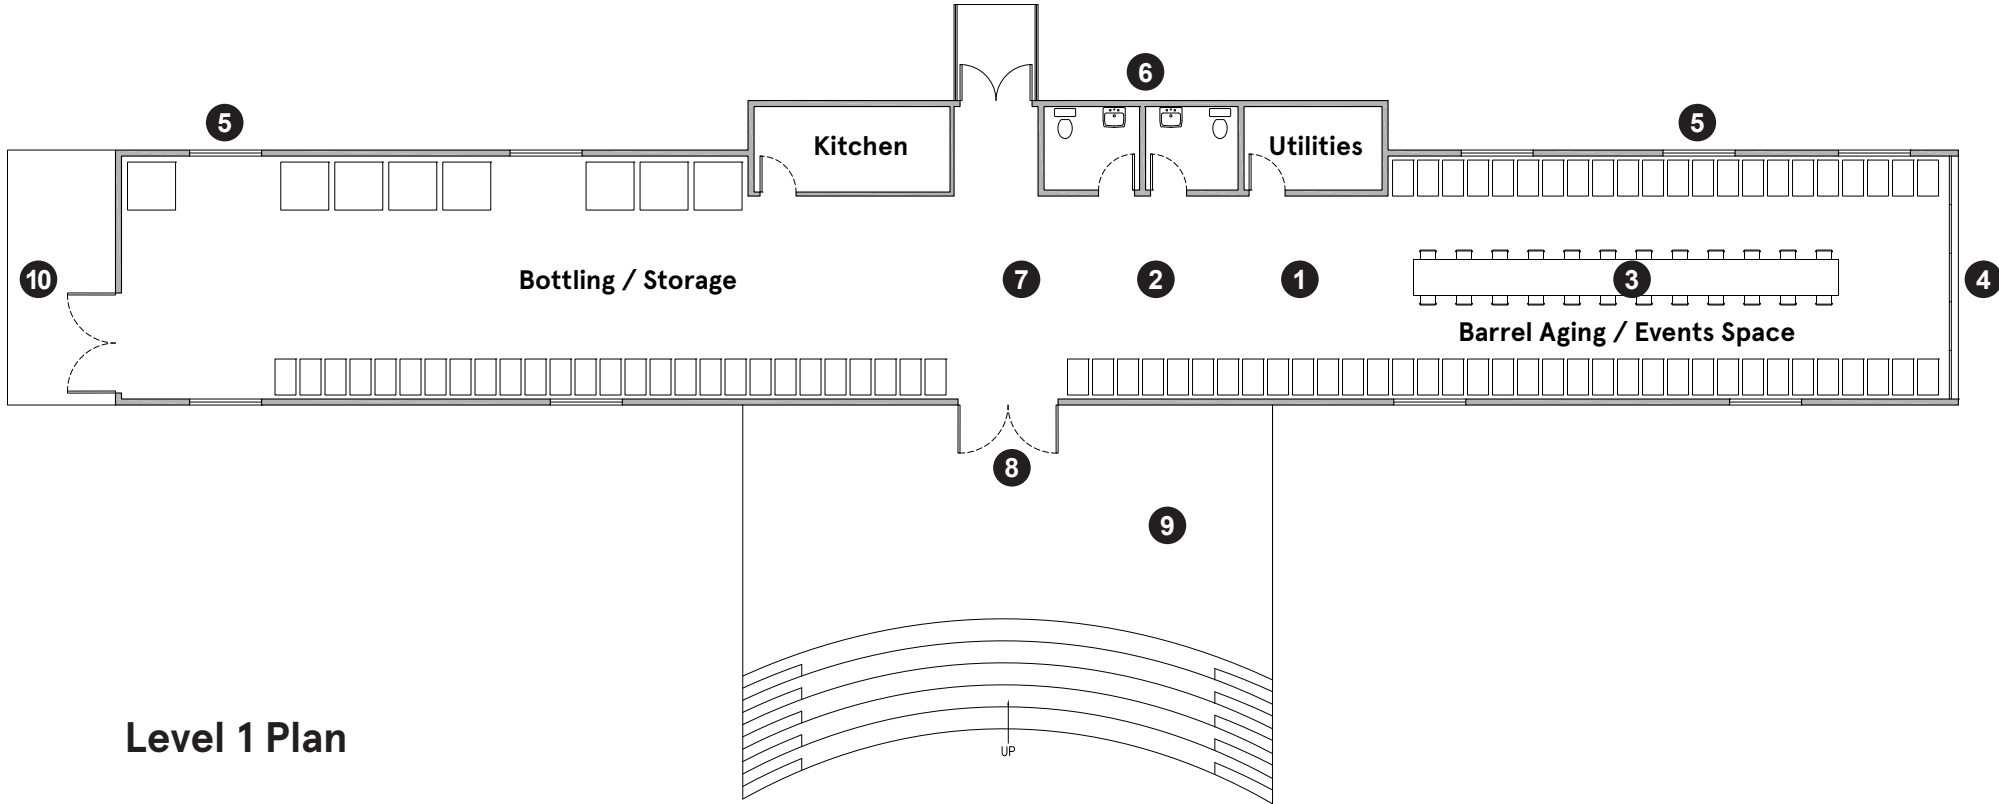 6
5
5
Kitchen
Utilities
10
Bottling / Storage
7
2
1
3
4
Barrel Aging / Events Space
8
9
Level 1 Plan
UP